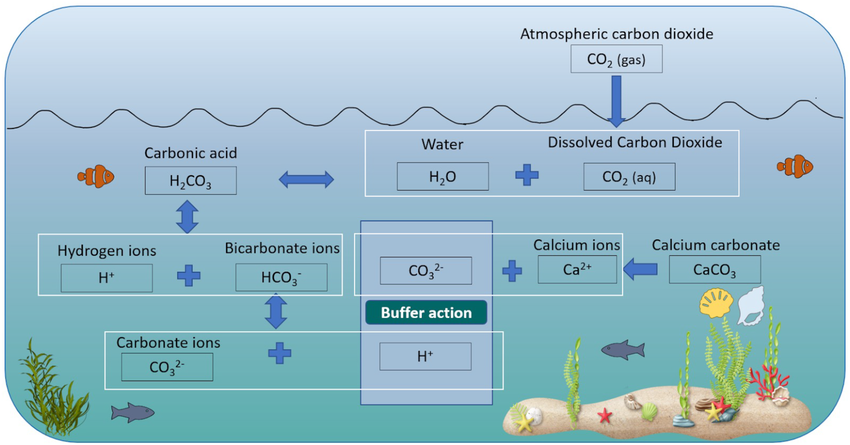 Atmospheric carbon dioxide
CO₂ (gas)
Water
Dissolved Carbon Dioxide
Carbonic acid
H₂CO₃
H₂O
CO₂ (aq)
Hydrogen ions
Bicarbonate ions
Calcium ions
Calcium carbonate
H⁺
HCO₃⁻
CO₃²⁻
Ca²⁺
CaCO₃
Buffer action
Carbonate ions
CO₃²⁻
H⁺